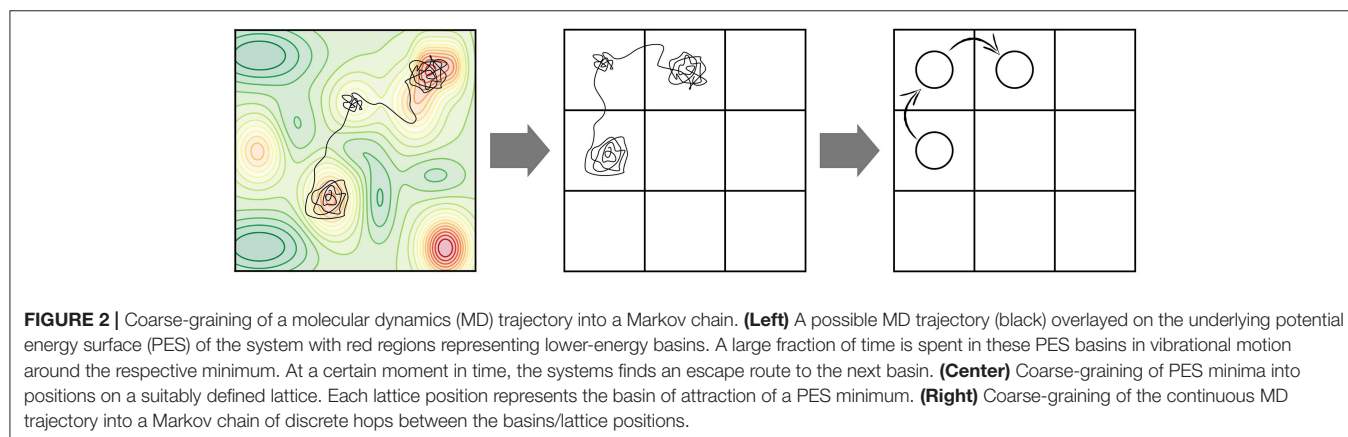 FIGURE 2 | Coarse-graining of a molecular dynamics (MD) trajectory into a Markov chain. (Left) A possible MD trajectory (black) overlayed on the underlying potential
energy surface (PES) of the system with red regions representing lower-energy basins. A large fraction of time is spent in these PES basins in vibrational motion
around the respective minimum. At a certain moment in time, the systems finds an escape route to the next basin. (Center) Coarse-graining of PES minima into
positions on a suitably defined lattice. Each lattice position represents the basin of attraction of a PES minimum. (Right) Coarse-graining of the continuous MD
trajectory into a Markov chain of discrete hops between the basins/lattice positions.